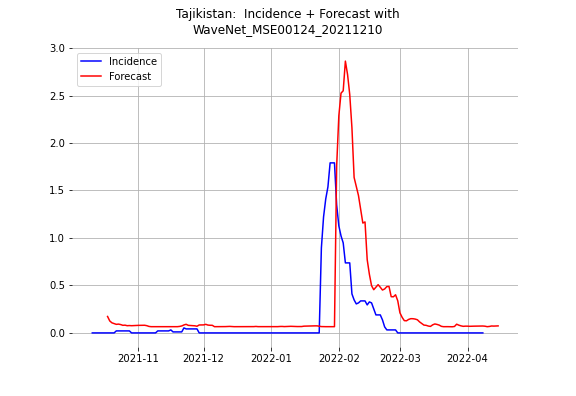 Tajikistan:  Incidence + Forecast with
WaveNet_MSE00124_20211210
3.0
Incidence
Forecast
2.5
2.0
1.5
1.0
0.5
0.0
2021-11 2021-12 2022-01 2022-02 2022-03 2022-04